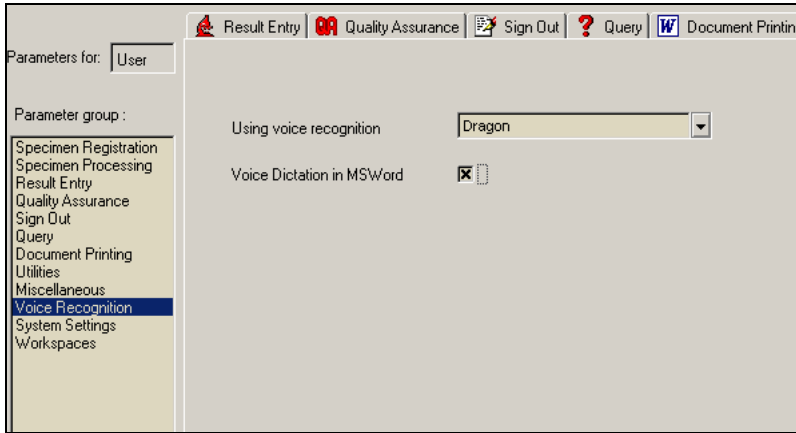 Result Entry QA Quality Assurance Sign Out ? Query W Document Printin
Parameters for: User
Parameter group :
Specimen Registration
Specimen Processing
Result Entry
Quality Assurance
Sign Out
Query
Document Printing
Utilities
Miscellaneous
Voice Recognition
System Settings
Workspaces
Using voice recognition Dragon
Voice Dictation in MSWord